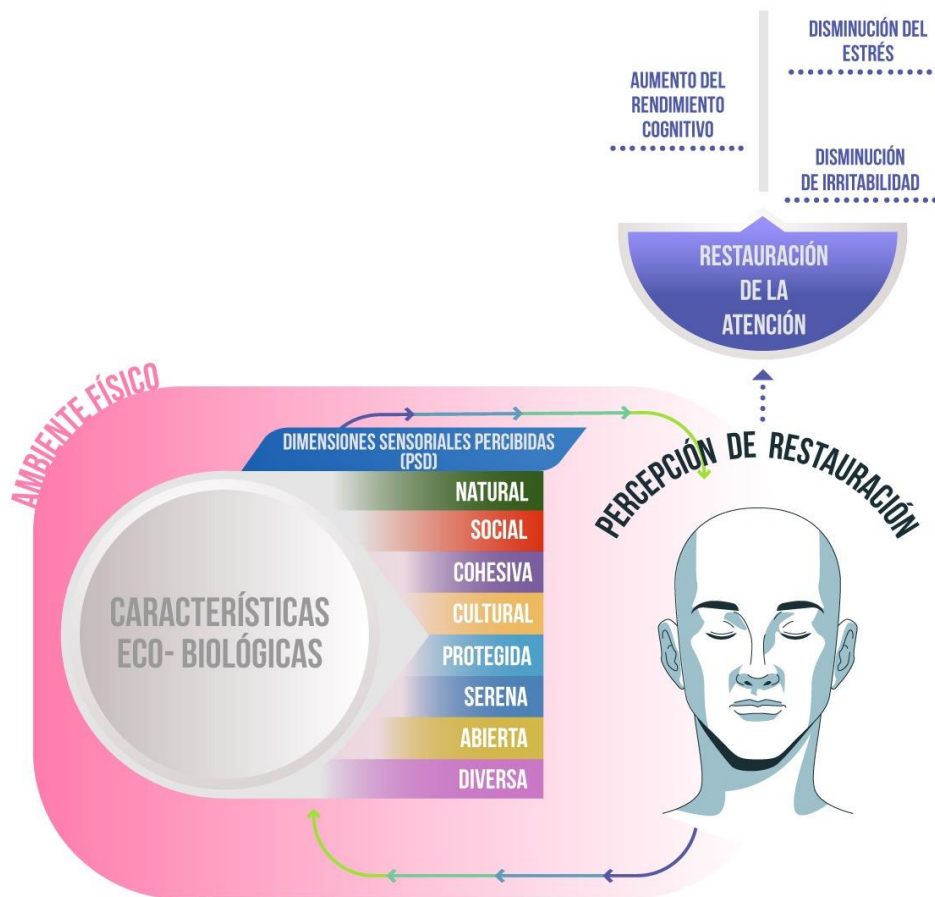 DISMINUCIÓN DEL
ESTRÉS
AUMENTO DEL
RENDIMIENTO
COGNITIVO
DISMINUCIÓN
DE IRRITABILIDAD
RESTAURACIÓN
DE LA
ATENCIÓN
AMBIENTE FÍSICO
DIMENSIONES SENSORIALES PERCIBIDAS
(PSD)
PERCEPCIÓN DE RESTAURACIÓN
CARACTERÍSTICAS
ECO- BIOLÓGICAS
NATURAL
SOCIAL
COHESIVA
CULTURAL
PROTEGIDA
SERENA
ABIERTA
DIVERSA